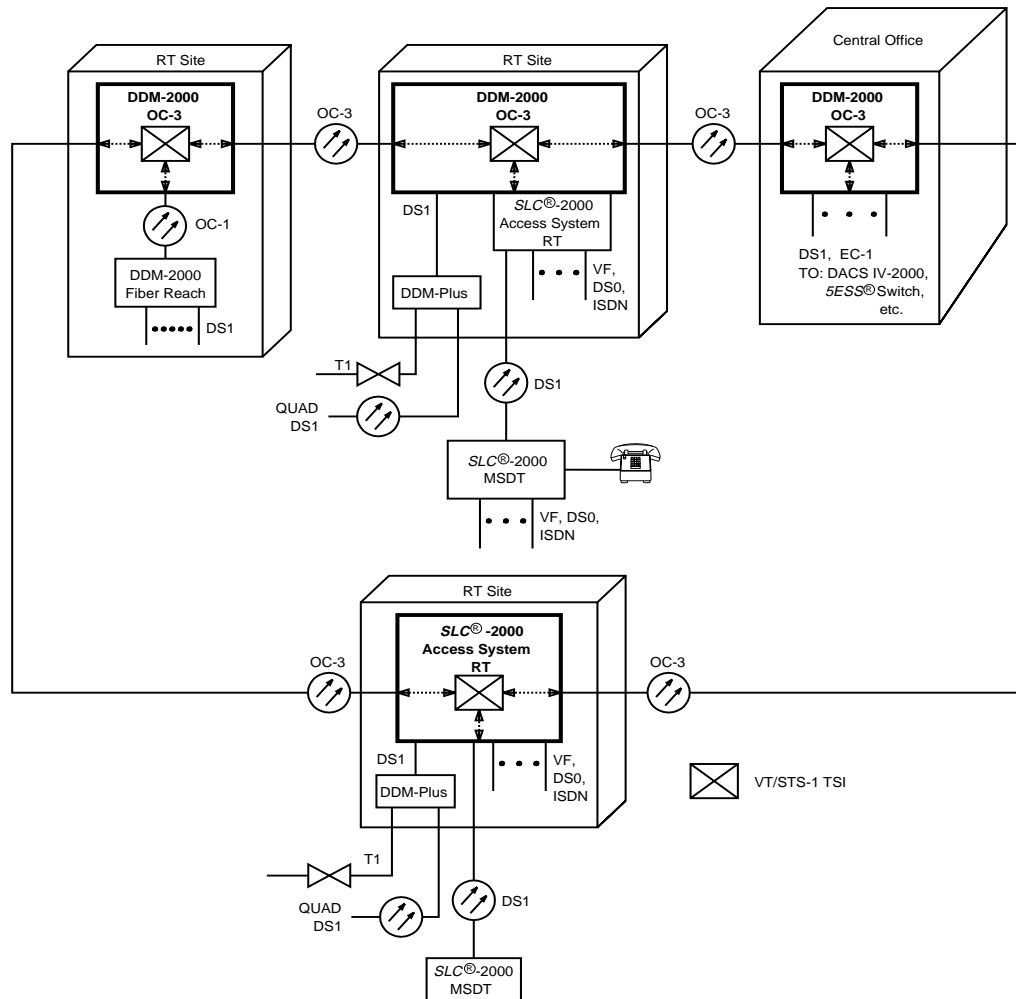 Central Office
RT Site
RT Site
DDM-2000
OC-3
DDM-2000
OC-3
DDM-2000
OC-3
OC-3
OC-3
OC-1
DDM-2000
Fiber Reach
DS1
DS1
SLC®-2000
Access System
RT
DDM-Plus
VF,
DS0,
ISDN
DS1, EC-1
TO: DACS IV-2000,
5ESS® Switch,
etc.
T1
QUAD
DS1
DS1
SLC®-2000
MSDT
VF, DS0,
ISDN
RT Site
SLC® -2000
Access System
RT
OC-3
OC-3
DS1
DDM-Plus
VF,
DS0,
ISDN
VT/STS-1 TSI
T1
QUAD
DS1
DS1
SLC®-2000
MSDT